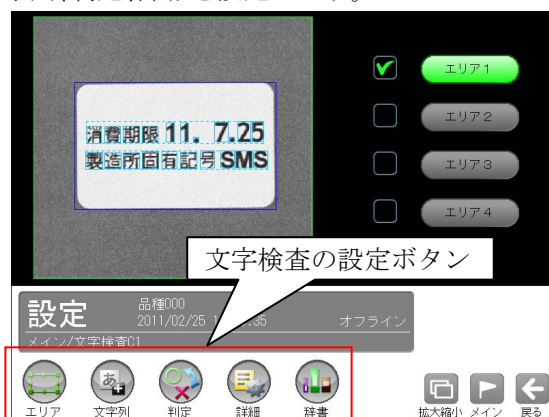 消費期限 11. 7.25
製造所固有記号 SMS
エリア1
エリア2
エリア3
エリア4
文字検査の設定ボタン
設定
品種000
2011/02/25
オフライン
メイン/文字検査C1
エリア
文字列
判定
詳細
辞書
拡大縮小
メイン
戻る